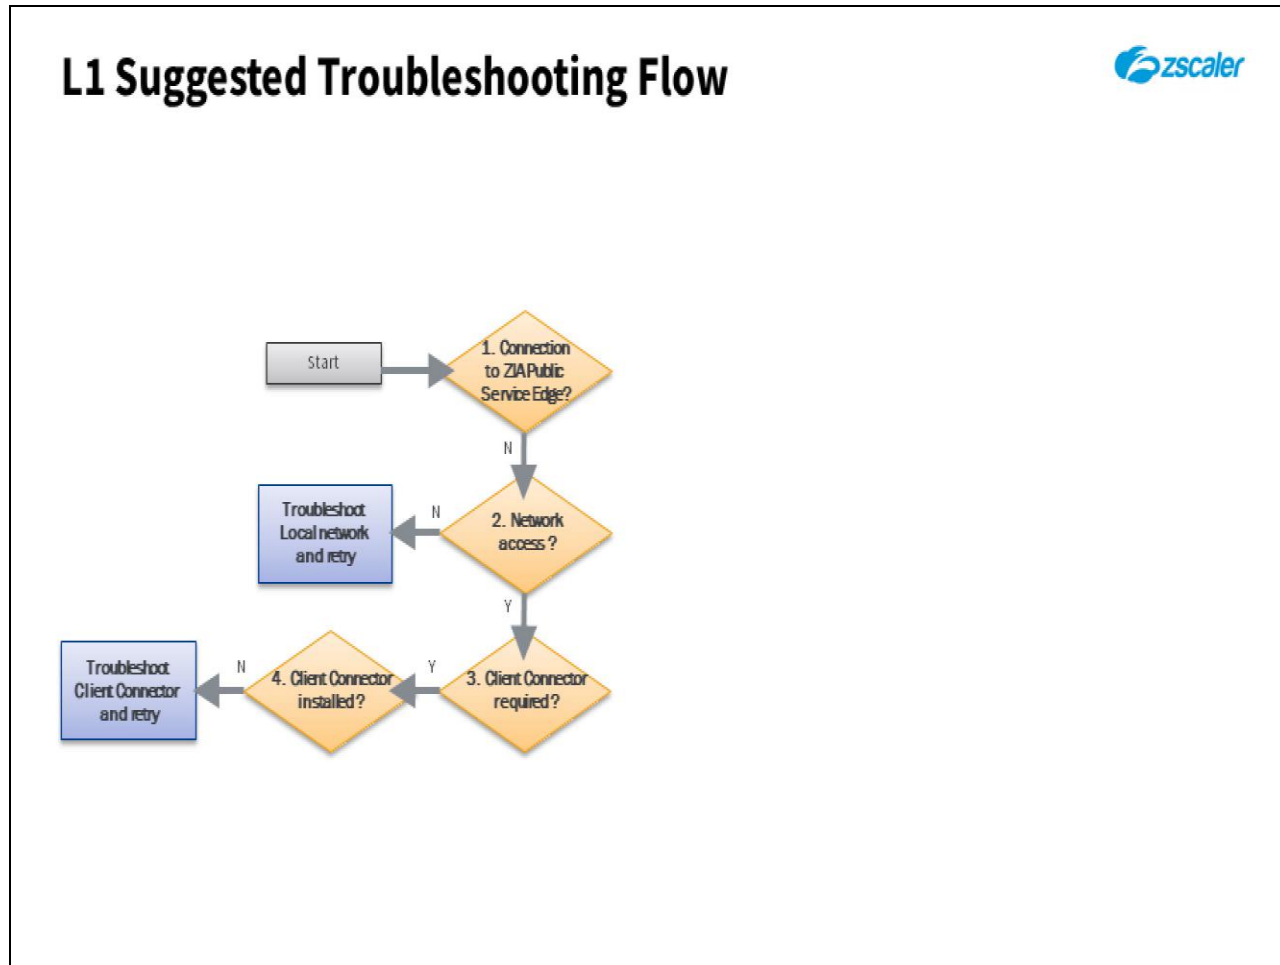 L1 Suggested Troubleshooting Flow
zscaler
Start
1. Connection
to ZIA Public
Service Edge?
N
Troubleshoot
Local network
and retry
N
2. Network
access?
Y
Troubleshoot
Client Connector
and retry
N
4. Client Connector
installed?
Y
3. Client Connector
required?